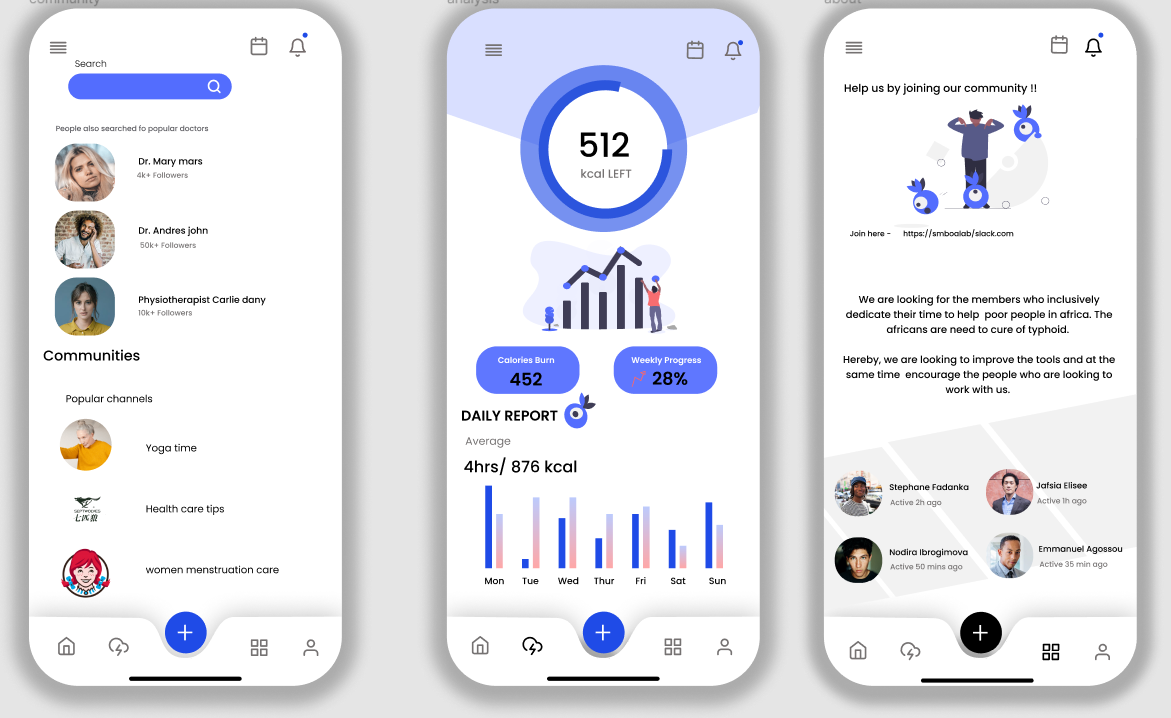 community
Search
People also searched fo popular doctors
Dr. Mary mars
4k+ Followers
Dr. Andres john
50k+ Followers
Physiotherapist Carlie dany
10k+ Followers
Communities
Popular channels
Yoga time
SEPTWOLVES
七匹狼
Health care tips
women menstruation care
analysis
512
kcal LEFT
Calories Burn
452
Weekly Progress
28%
DAILY REPORT
Average
4hrs/ 876 kcal
Mon Tue Wed Thur Fri Sat Sun
about
Help us by joining our community !!
Join here - https://smboalab/slack.com
We are looking for the members who inclusively
dedicate their time to help poor people in africa. The
africans are need to cure of typhoid.
Hereby, we are looking to improve the tools and at the
same time encourage the people who are looking to
work with us.
Stephane Fadanka
Active 2h ago
Jafsia Elisee
Active 1h ago
Nodira Ibrogimova
Active 50 mins ago
Emmanuel Agossou
Active 35 min ago